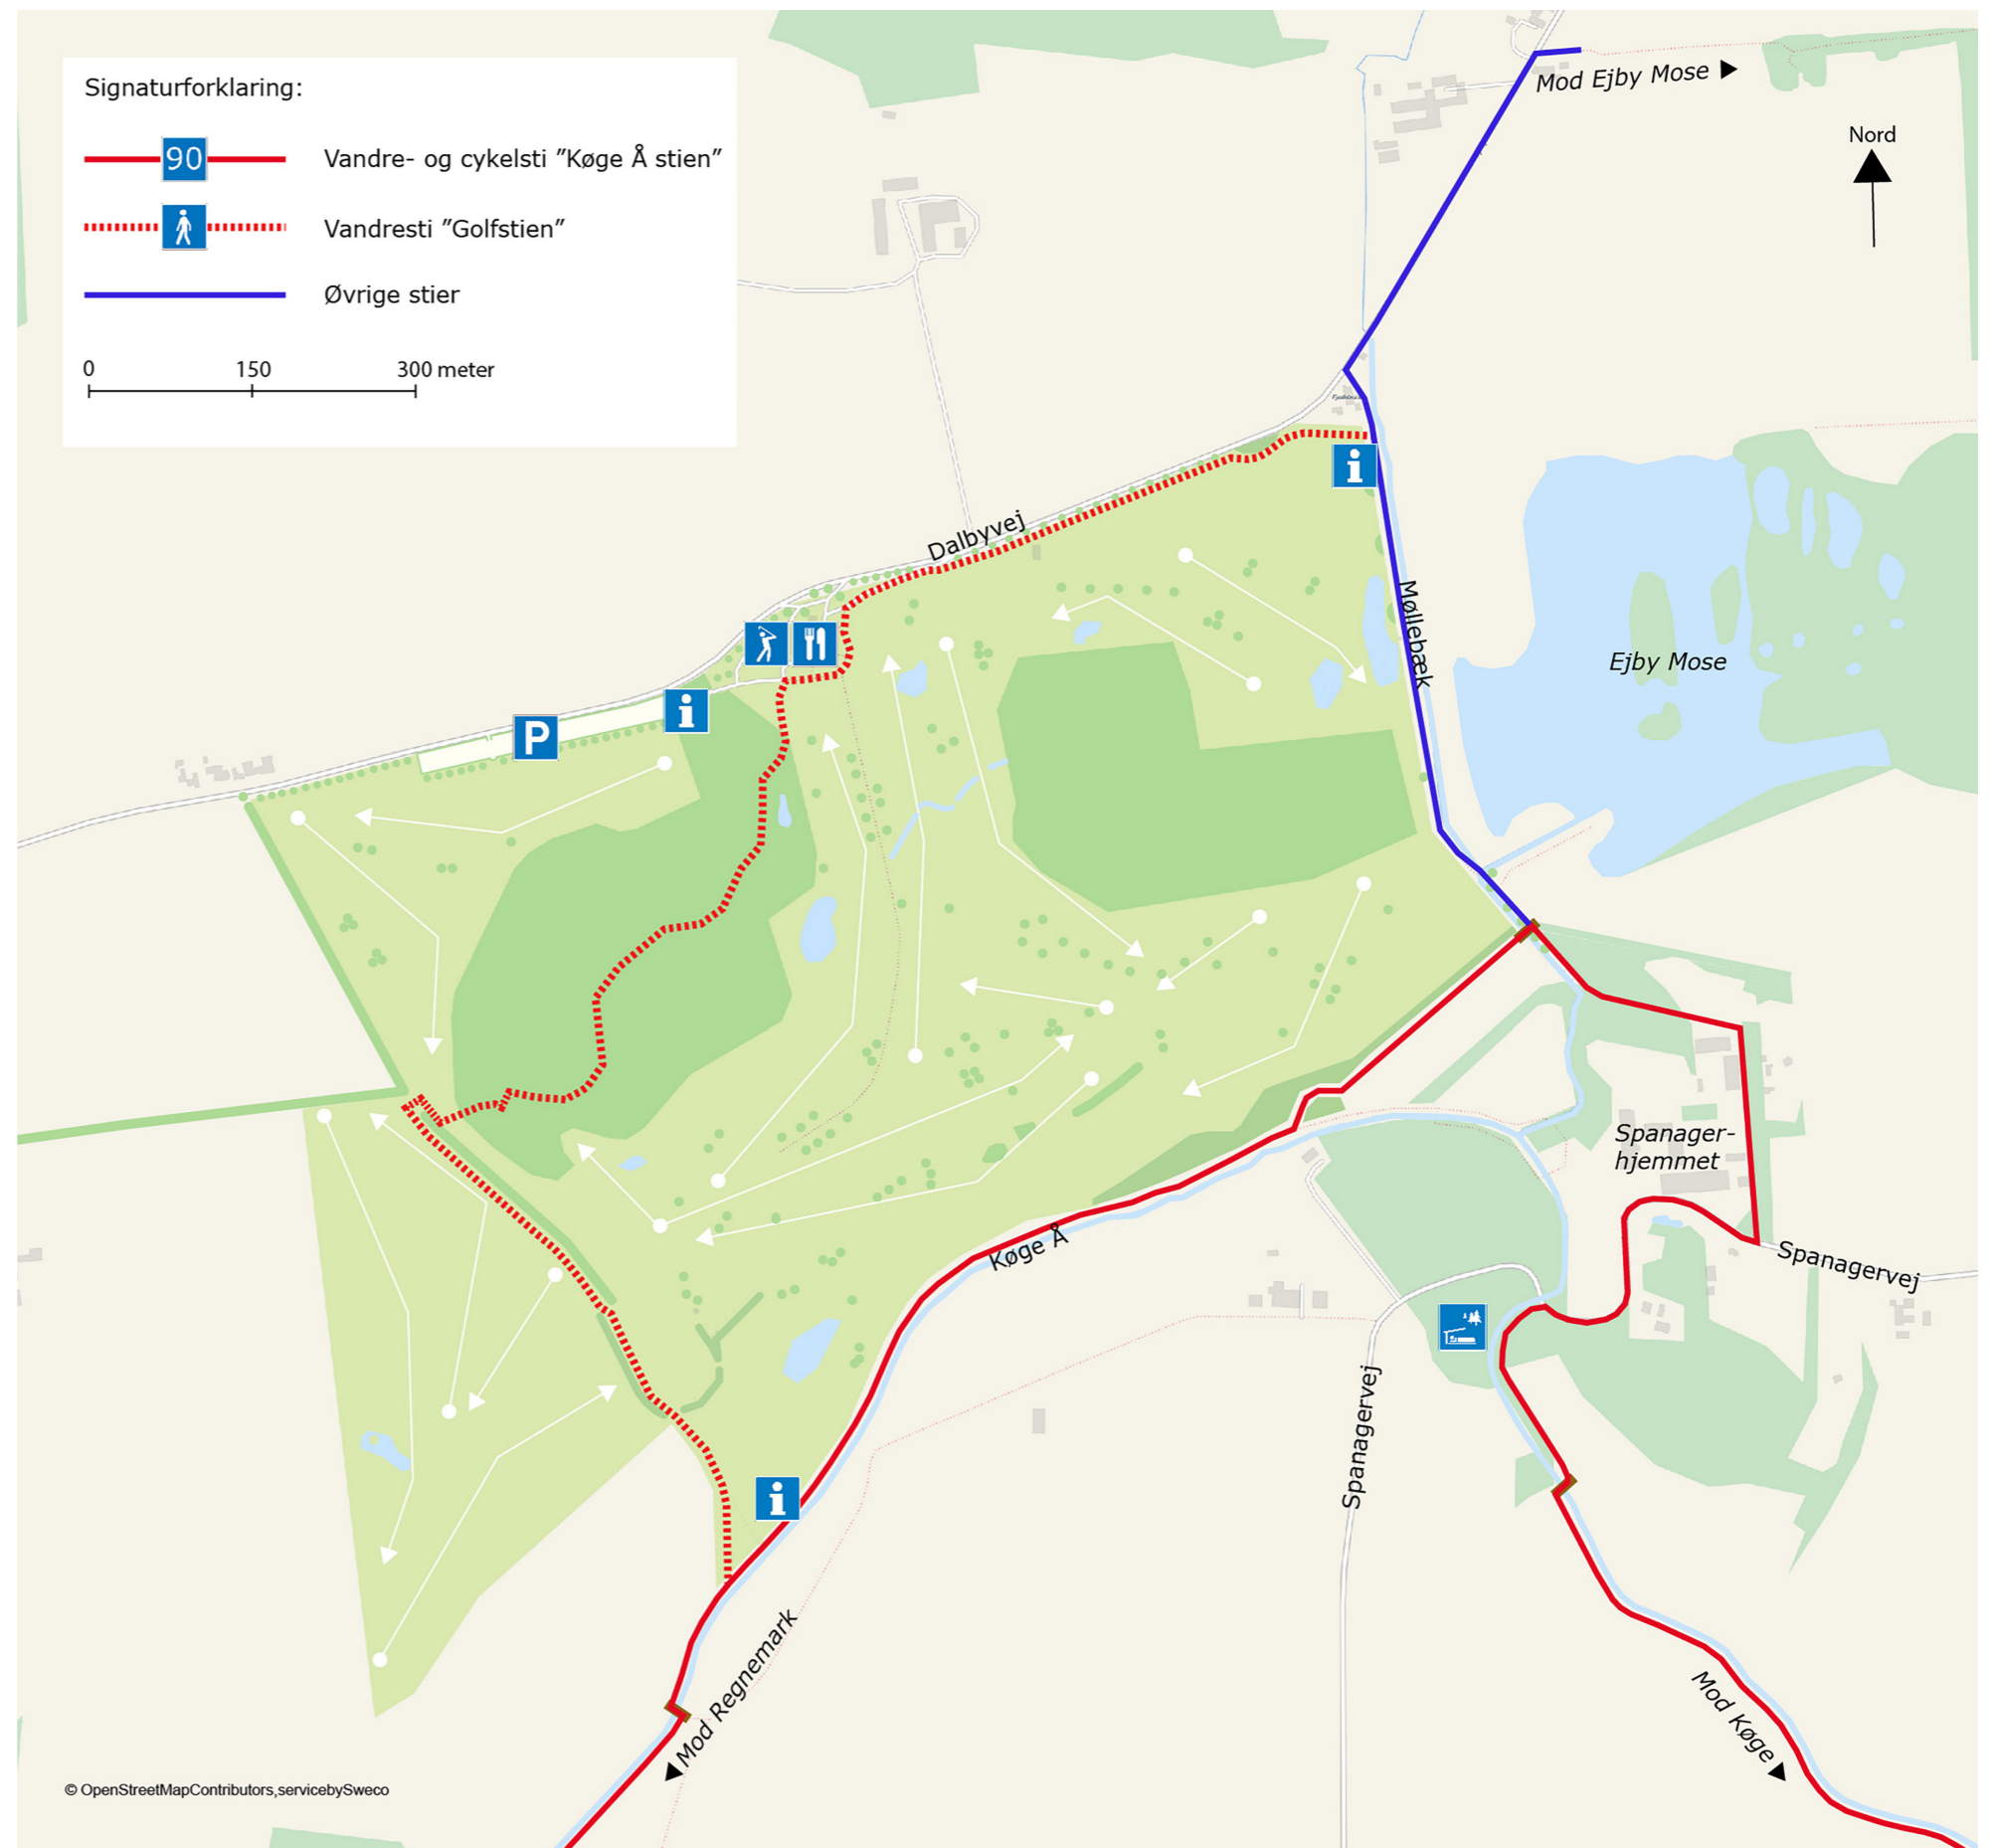 Signaturforklaring:
90
Vandre- og cykelsti ”Køge Å stien”
Vandresti ”Golfstien”
Øvrige stier
0 150 300 meter
Mod Ejby Mose
Nord
Dalbyvej
Møllebæk
Ejby Mose
P
i
i
Spanager-
hjemmet
Køge Å
Spanagervej
Spanagervej
i
Mod Regnemark
Mod Køge
© OpenStreetMapContributors,servicebySweco